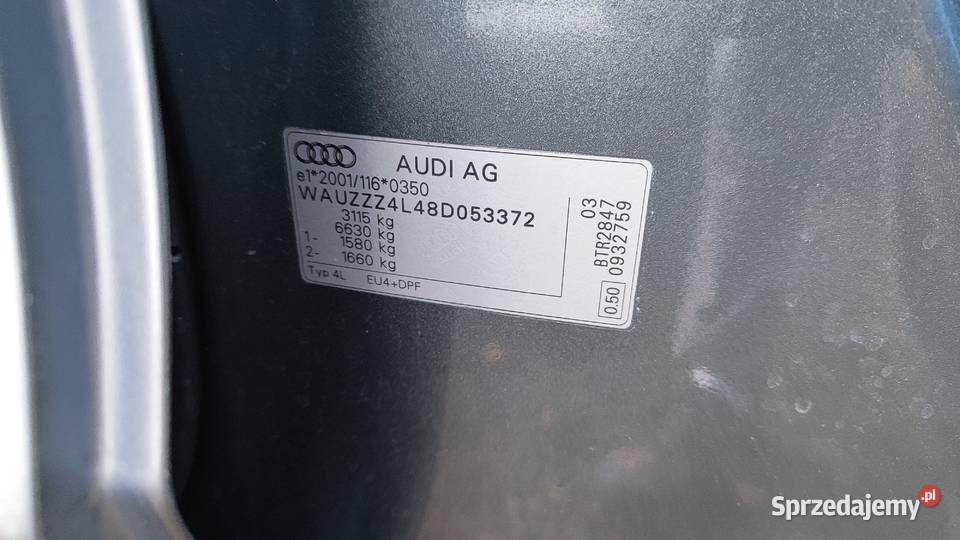 AUDI AG
e1*2001/116*0350
WAUZZZ4L48D053372
3115 kg
6630 kg
1- 1580 kg
2- 1660 kg
Typ 4L EU4+DPF
03
BTR2847
0932759
0.50
Sprzedajemy.pl